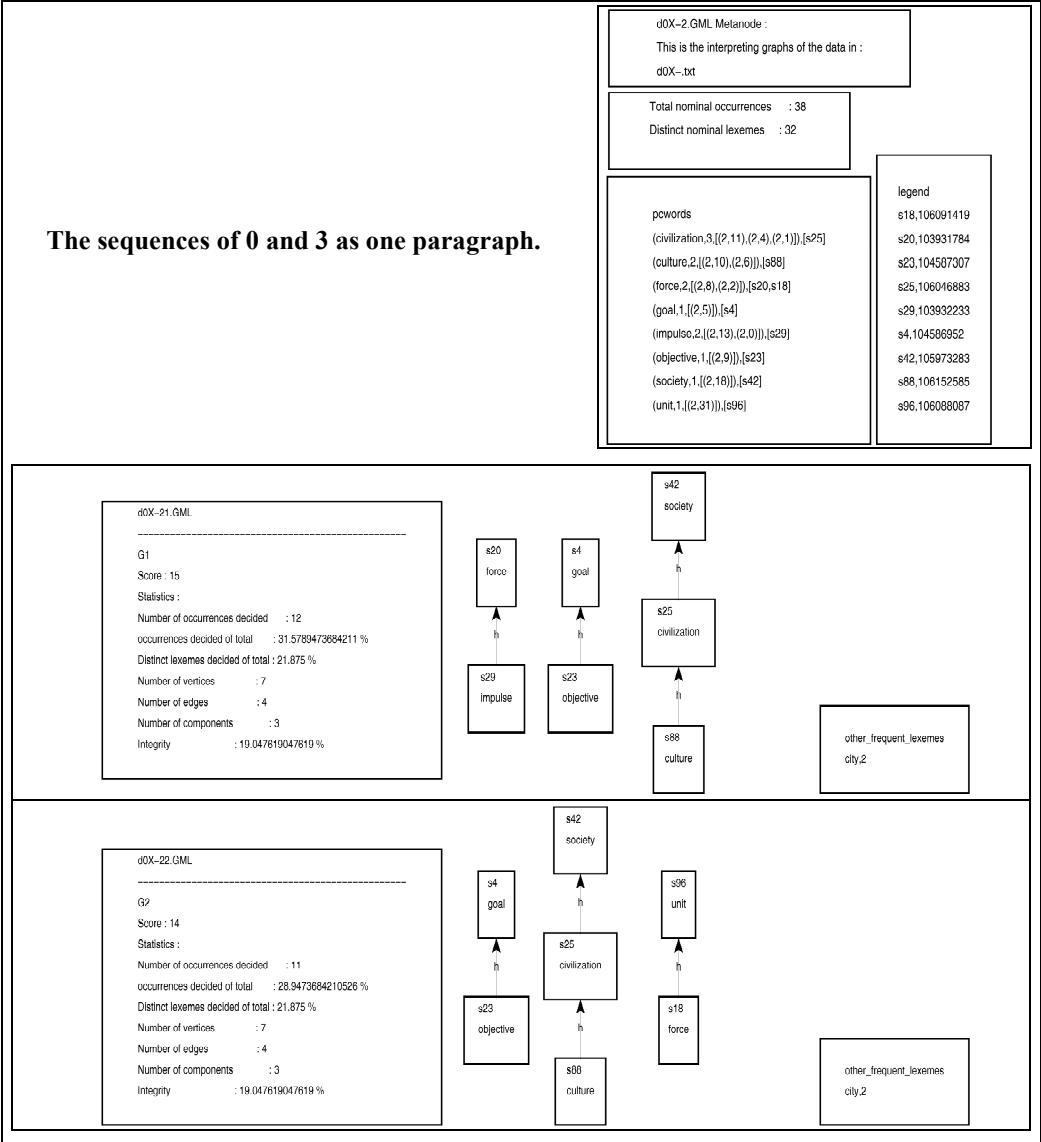 d0X−2.GML Metanode :
This is the interpreting graphs of the data in :
d0X−.txt
Total nominal occurrences : 38
Distinct nominal lexemes : 32
The sequences of 0 and 3 as one paragraph.
pcwords
(civilization,3,[(2,11),(2,4),(2,1)]),[s25]
(culture,2,[(2,10),(2,6)]),[s88]
(force,2,[(2,8),(2,2)]),[s20,s18]
(goal,1,[(2,5)]),[s4]
(impulse,2,[(2,13),(2,0)]),[s29]
(objective,1,[(2,9)]),[s23]
(society,1,[(2,18)]),[s42]
(unit,1,[(2,31)]),[s96]
legend
s18,106091419
s20,103931784
s23,104587307
s25,106046883
s29,103932233
s4,104586952
s42,105973283
s88,106152585
s96,106088087
d0X−21.GML
−−−−−−−−−−−−−−−−−−−−−−−−−−−−−−−−−−−−−−−−−−−−−−−−−
G1
Score : 15
Statistics :
Number of occurrences decided : 12
occurrences decided of total : 31.5789473684211 %
Distinct lexemes decided of total : 21.875 %
Number of vertices : 7
Number of edges : 4
Number of components : 3
Integrity : 19.047619047619 %
s20
force
h
s29
impulse
s4
goal
h
s23
objective
s42
society
h
s25
civilization
h
s88
culture
other_frequent_lexemes
city,2
d0X−22.GML
−−−−−−−−−−−−−−−−−−−−−−−−−−−−−−−−−−−−−−−−−−−−−−−−−
G2
Score : 14
Statistics :
Number of occurrences decided : 11
occurrences decided of total : 28.9473684210526 %
Distinct lexemes decided of total : 21.875 %
Number of vertices : 7
Number of edges : 4
Number of components : 3
Integrity : 19.047619047619 %
s4
goal
h
s23
objective
s42
society
h
s25
civilization
h
s88
culture
s96
unit
h
s18
force
other_frequent_lexemes
city,2